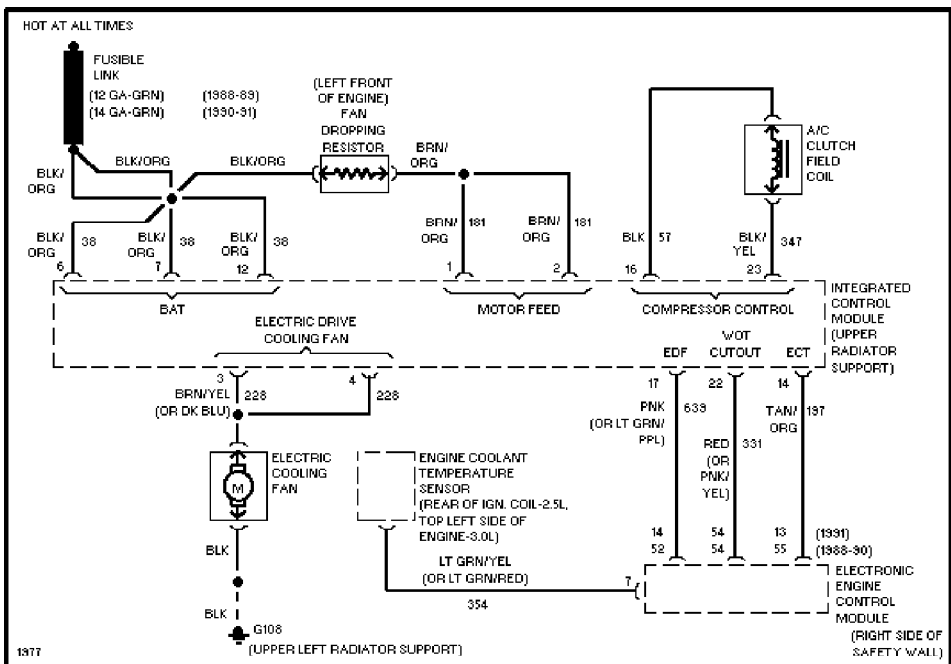 HOT AT ALL TIMES
FUSIBLE
LINK
(12 GA-GRN) (1988-89)
(14 GA-GRN) (1990-91)
(LEFT FRONT
OF ENGINE)
FAN
DROPPING
RESISTOR
A/C
CLUTCH
FIELD
COIL
BLK/
ORG
BLK/ORG
BLK/ORG
BRN/
ORG
BLK/
ORG
38
BLK/
ORG
38
BLK/
ORG
38
BRN/
ORG
181
BRN/
ORG
181
BLK
57
BLK/
YEL
347
6
7
12
1
2
16
23
BAT
MOTOR FEED
COMPRESSOR CONTROL
INTEGRATED
CONTROL
MODULE
(UPPER
RADIATOR
SUPPORT)
ELECTRIC DRIVE
COOLING FAN
EDF
WOT
CUTOUT
ECT
3
4
17
22
14
BRN/YEL
(OR DK BLU)
228
228
PNK
(OR LT GRN/
PPL)
639
RED
(OR
PNK/
YEL)
331
TAN/
ORG
197
M
ELECTRIC
COOLING
FAN
ENGINE COOLANT
TEMPERATURE
SENSOR
(REAR OF IGN. COIL-2.5L,
TOP LEFT SIDE OF
ENGINE-3.0L)
14 54 13 (1991)
52 54 55 (1988-90)
BLK
LT GRN/YEL
(OR LT GRN/RED)
354
7
ELECTRONIC
ENGINE
CONTROL
MODULE
(RIGHT SIDE OF
SAFETY WALL)
BLK
G108
(UPPER LEFT RADIATOR SUPPORT)
1977